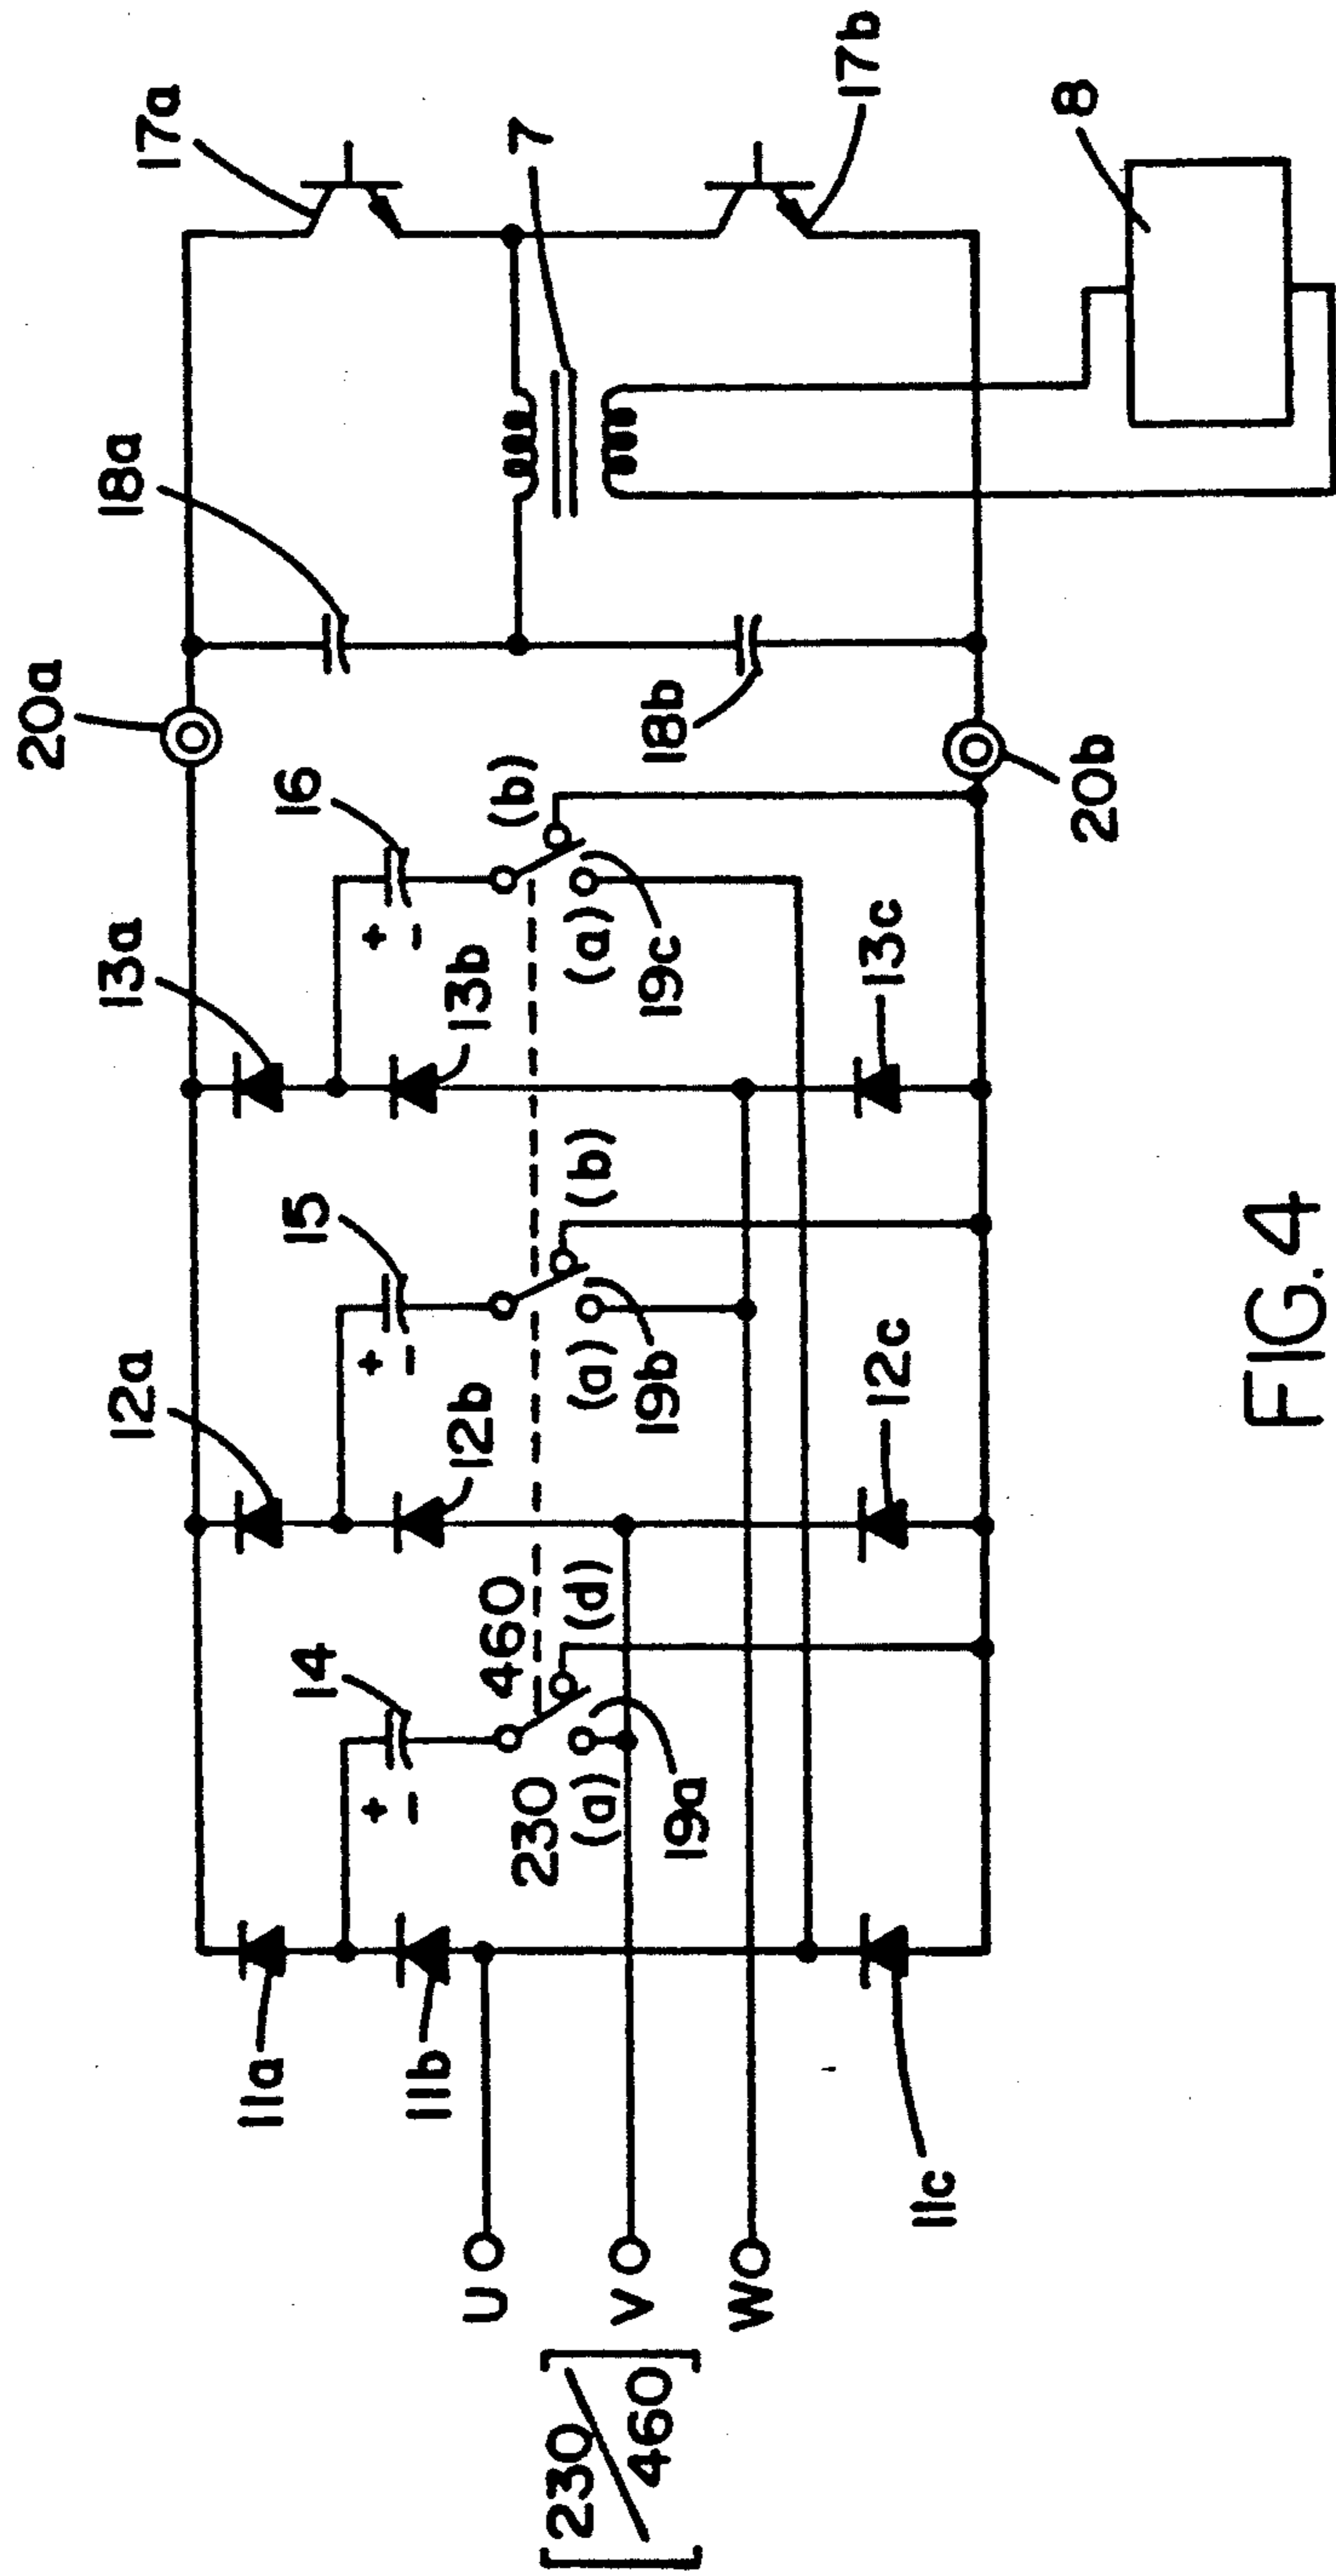 20a
18a
17a
13a
16
12a
15
14
11a
13b
(b)
7
12b
460
11b
230
(a)
(d)
19a
(a)
(b)
19b
(a)
19c
18b
17b
U
V
W
[230/460]
11c
12c
13c
20b
8
FIG. 4